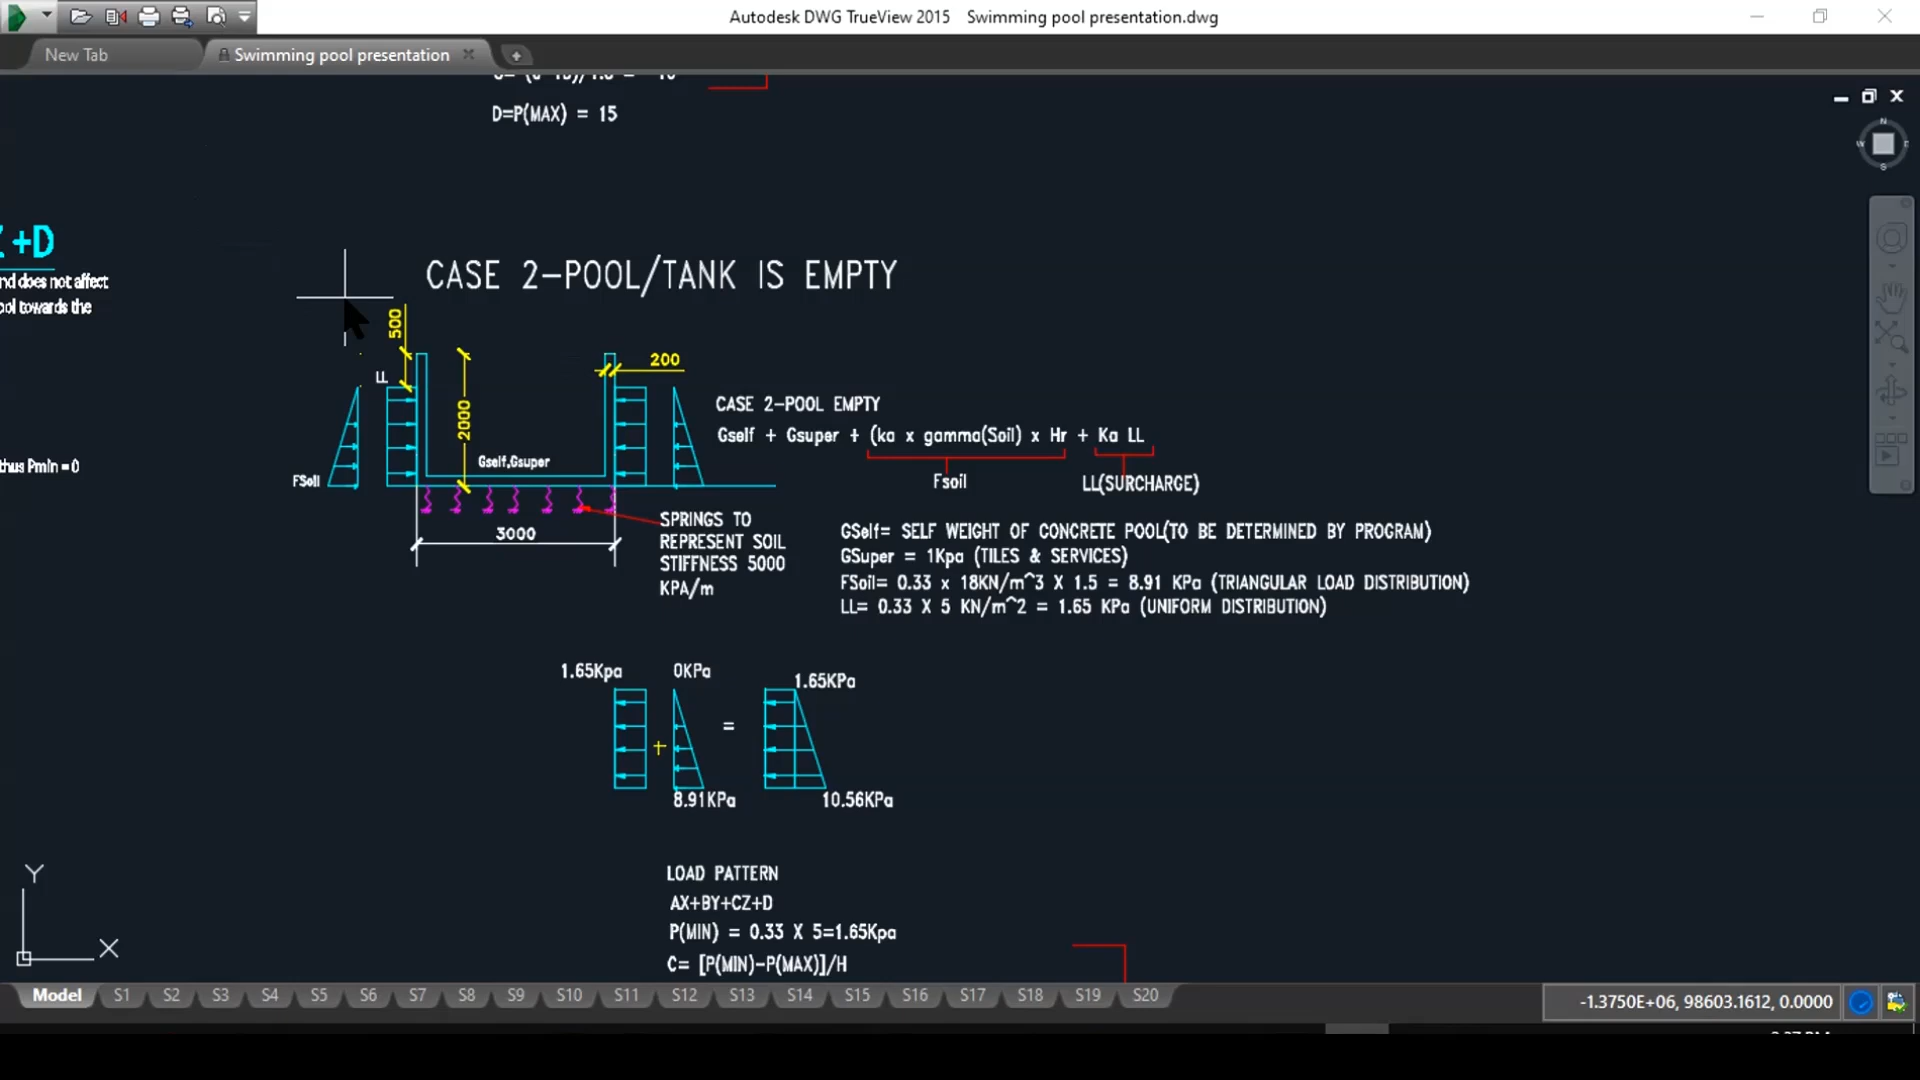 Autodesk DWG TrueView 2015 Swimming pool presentation.dwg
New Tab
Swimming pool presentation
D=P(MAX) = 15
+D
nd does not affect
ool towards the
thus Pmin = 0
CASE 2-POOL/TANK IS EMPTY
500
LL
200
2000
Gself,Gsuper
FSoil
3000
SPRINGS TO
REPRESENT SOIL
STIFFNESS 5000
KPA/m
CASE 2-POOL EMPTY
Gself + Gsuper + (ka x gamma(Soil) x Hr + Ka LL
Fsoil
LL(SURCHARGE)
GSelf= SELF WEIGHT OF CONCRETE POOL(TO BE DETERMINED BY PROGRAM)
GSuper = 1Kpa (TILES & SERVICES)
FSoil= 0.33 x 18KN/m^3 X 1.5 = 8.91 KPa (TRIANGULAR LOAD DISTRIBUTION)
LL= 0.33 X 5 KN/m^2 = 1.65 KPa (UNIFORM DISTRIBUTION)
1.65Kpa
0KPa
1.65KPa
+
=
8.91KPa
10.56KPa
LOAD PATTERN
AX+BY+CZ+D
P(MIN) = 0.33 X 5=1.65Kpa
C= [P(MIN)-P(MAX)]/H
Y
X
N
W
S
Model S1 S2 S3 S4 S5 S6 S7 S8 S9 S10 S11 S12 S13 S14 S15 S16 S17 S18 S19 S20
-1.3750E+06, 98603.1612, 0.0000